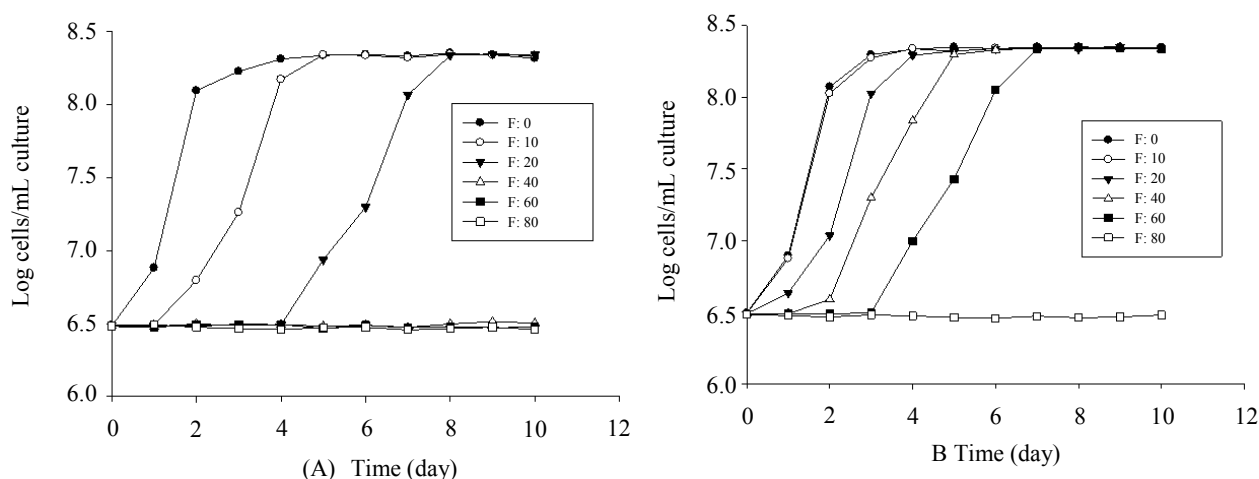 Log cells/mL culture
8.5
8.0
7.5
7.0
6.5
6.0
0 2 4 6 8 10 12
(A) Time (day)
F: 0
F: 10
F: 20
F: 40
F: 60
F: 80
Log cells/mL culture
8.5
8.0
7.5
7.0
6.5
6.0
0 2 4 6 8 10 12
B Time (day)
F: 0
F: 10
F: 20
F: 40
F: 60
F: 80